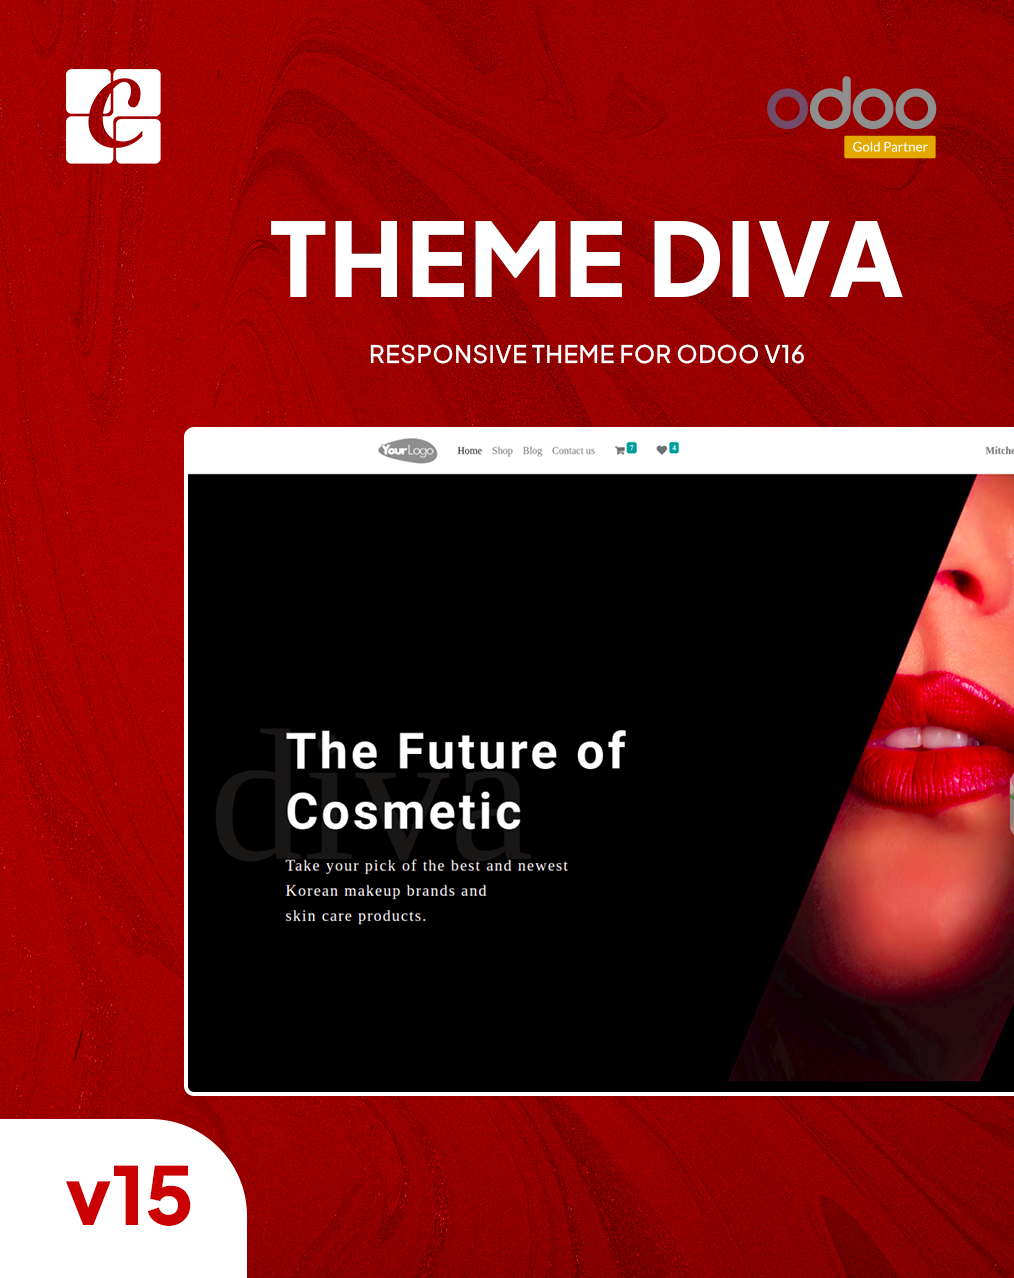 C
odoo
Gold Partner
THEME DIVA
RESPONSIVE THEME FOR ODOO V16
YourLogo Home Shop Blog Contact us 7 4
diva
The Future of
Cosmetic
Take your pick of the best and newest
Korean makeup brands and
skin care products.
v15